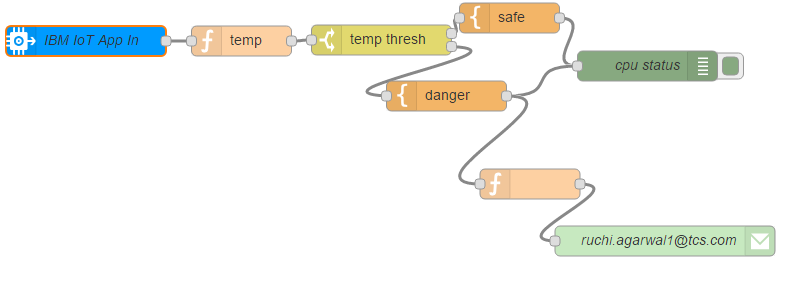 IBM IoT App In
temp
temp thresh
safe
cpu status
danger
ruchi.agarwal1@tcs.com